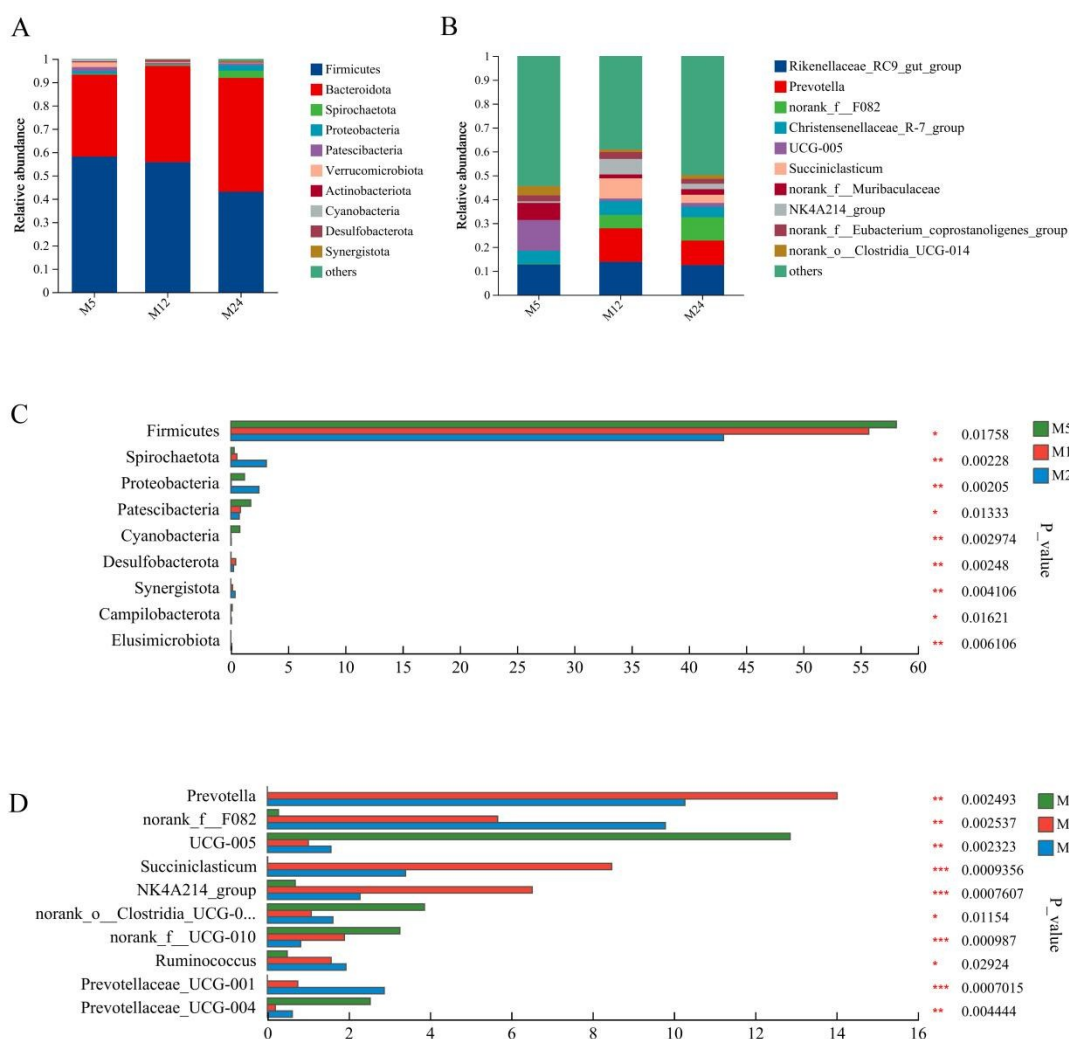 A
Relative abundance
1
0.9
0.8
0.7
0.6
0.5
0.4
0.3
0.2
0.1
0
M5
M12
M24
Firmicutes
Bacteroidota
Spirochaetota
Proteobacteria
Patescibacteria
Verrucomicrobiota
Actinobacteriota
Cyanobacteria
Desulfobacterota
Synergistota
others
B
Relative abundance
1
0.9
0.8
0.7
0.6
0.5
0.4
0.3
0.2
0.1
0
M5
M12
M24
Rikenellaceae_RC9_gut_group
Prevotella
norank_f__F082
Christensenellaceae_R-7_group
UCG-005
Succiniclasticum
norank_f__Muribaculaceae
NK4A214_group
norank_f__Eubacterium_coprostanoligenes_group
norank_o__Clostridia_UCG-014
others
C
Firmicutes * 0.01758
Spirochaetota ** 0.00228
Proteobacteria ** 0.00205
Patescibacteria * 0.01333
Cyanobacteria ** 0.002974
Desulfobacterota ** 0.00248
Synergistota ** 0.004106
Campilobacterota * 0.01621
Elusimicrobiota ** 0.006106
0 5 10 15 20 25 30 35 40 45 50 55 60
M5
M1
M2
P_value
D
Prevotella ** 0.002493
norank_f__F082 ** 0.002537
UCG-005 ** 0.002323
Succiniclasticum *** 0.0009356
NK4A214_group *** 0.0007607
norank_o__Clostridia_UCG-0... * 0.01154
norank_f__UCG-010 *** 0.000987
Ruminococcus * 0.02924
Prevotellaceae_UCG-001 *** 0.0007015
Prevotellaceae_UCG-004 ** 0.004444
0 2 4 6 8 10 12 14 16
M
M
M
P_value